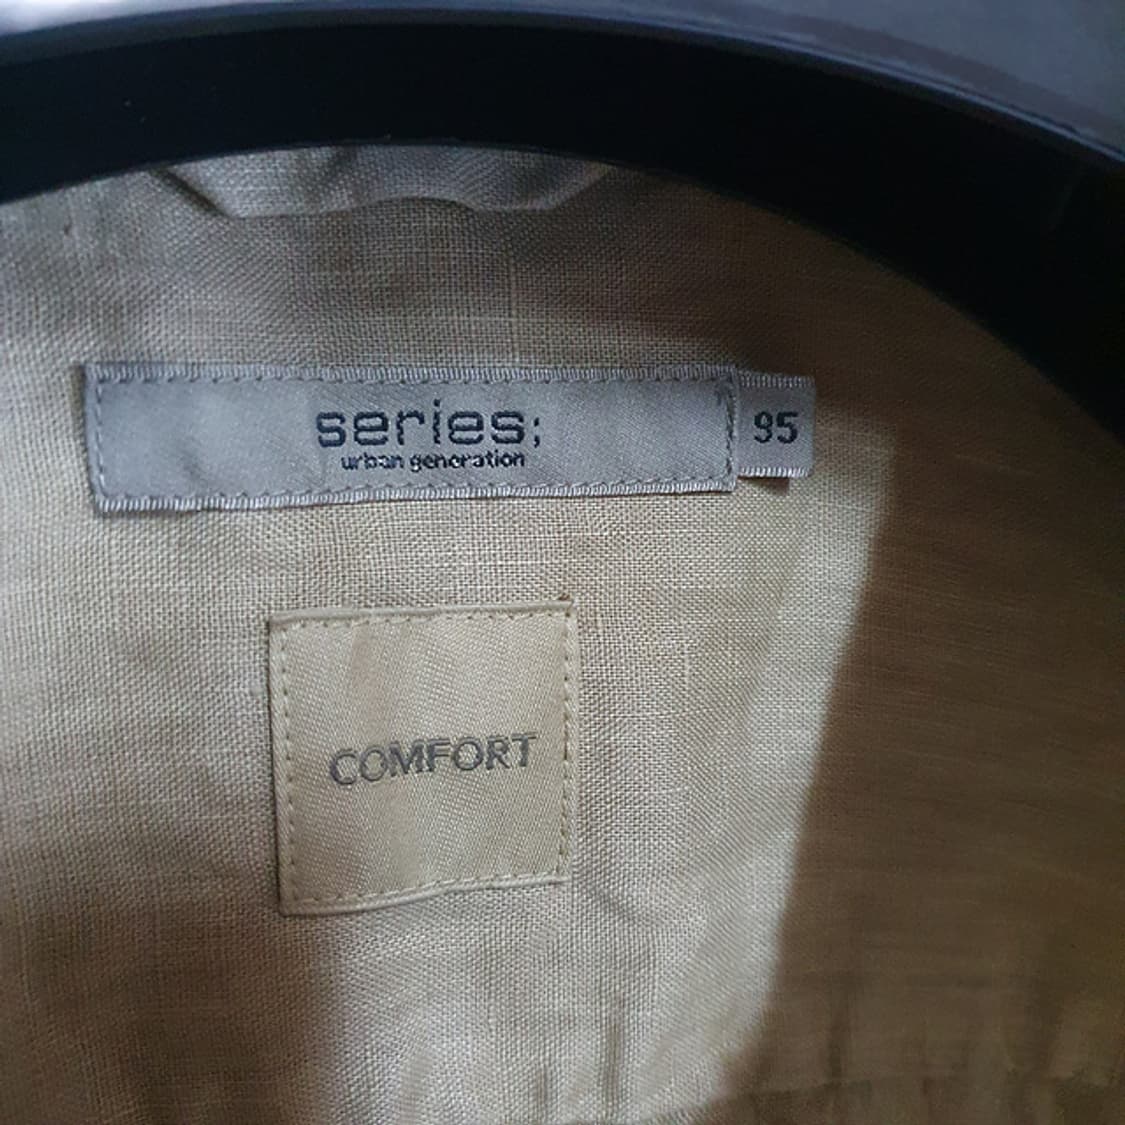 series;
urban generation
95
COMFORT